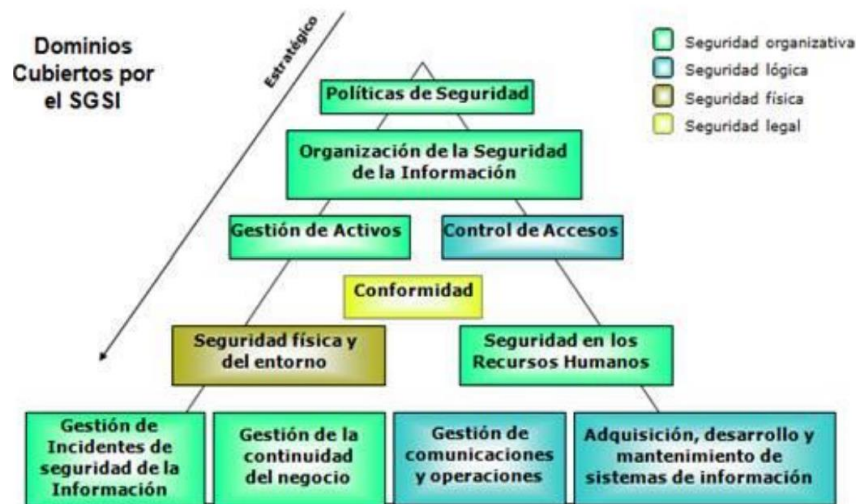 Dominios
Cubiertos por
el SGSI
Estratégico
Seguridad organizativa
Seguridad lógica
Seguridad física
Seguridad legal
Políticas de Seguridad
Organización de la Seguridad
de la Información
Gestión de Activos
Control de Accesos
Conformidad
Seguridad física y
del entorno
Seguridad en los
Recursos Humanos
Gestión de
Incidentes de
seguridad de la
Información
Gestión de la
continuidad
del negocio
Gestión de
comunicaciones
y operaciones
Adquisición, desarrollo y
mantenimiento de
sistemas de información